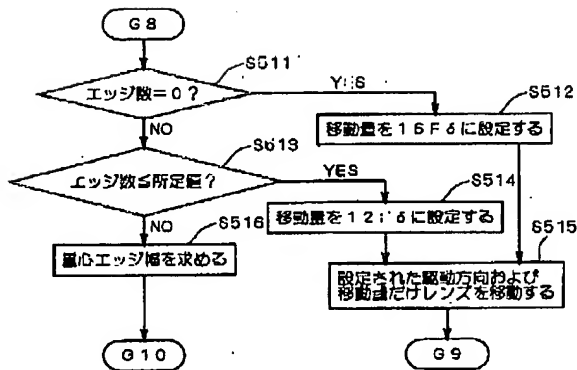 G8
S511
エッジ数=0?
YES
S512
移動量を16Fδに設定する
NO
S513
エッジ数≦所定値?
YES
S514
移動量を12Fδに設定する
NO
S516
重心エッジ幅を求める
S515
設定された駆動方向および
移動量だけレンズを移動する
G10
G9